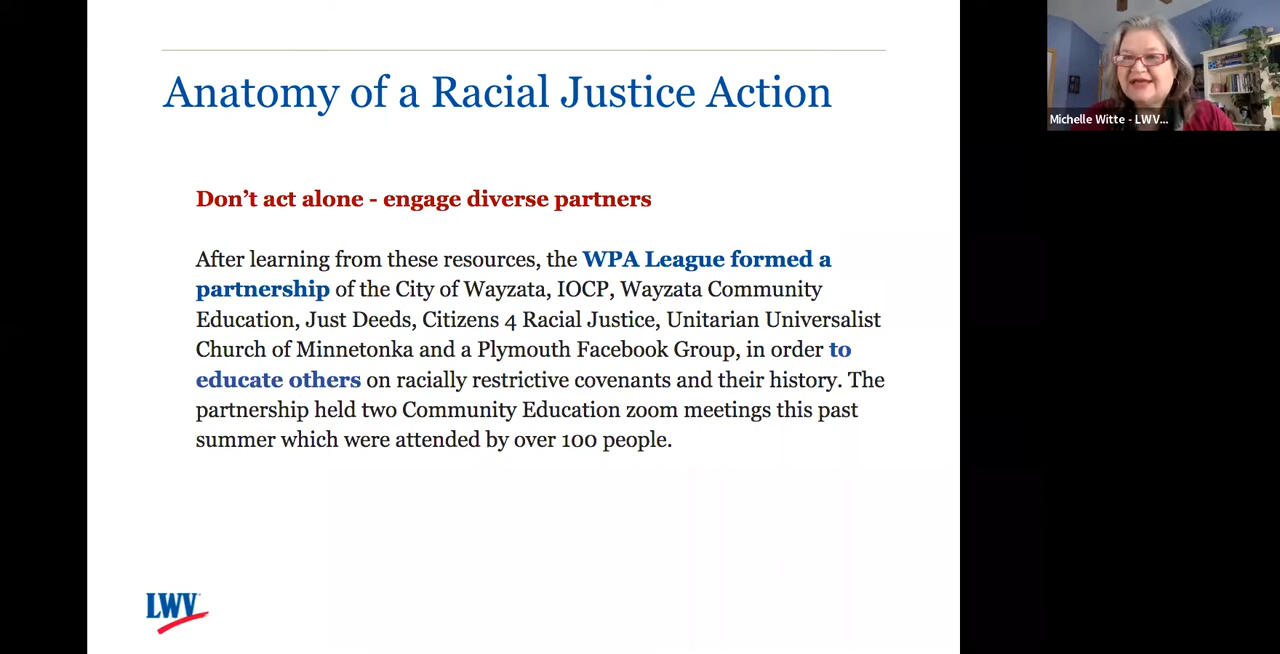 Anatomy of a Racial Justice Action
Don’t act alone - engage diverse partners
After learning from these resources, the WPA League formed a
partnership of the City of Wayzata, IOCP, Wayzata Community
Education, Just Deeds, Citizens 4 Racial Justice, Unitarian Universalist
Church of Minnetonka and a Plymouth Facebook Group, in order to
educate others on racially restrictive covenants and their history. The
partnership held two Community Education zoom meetings this past
summer which were attended by over 100 people.
LWV
Michelle Witte - LWV...